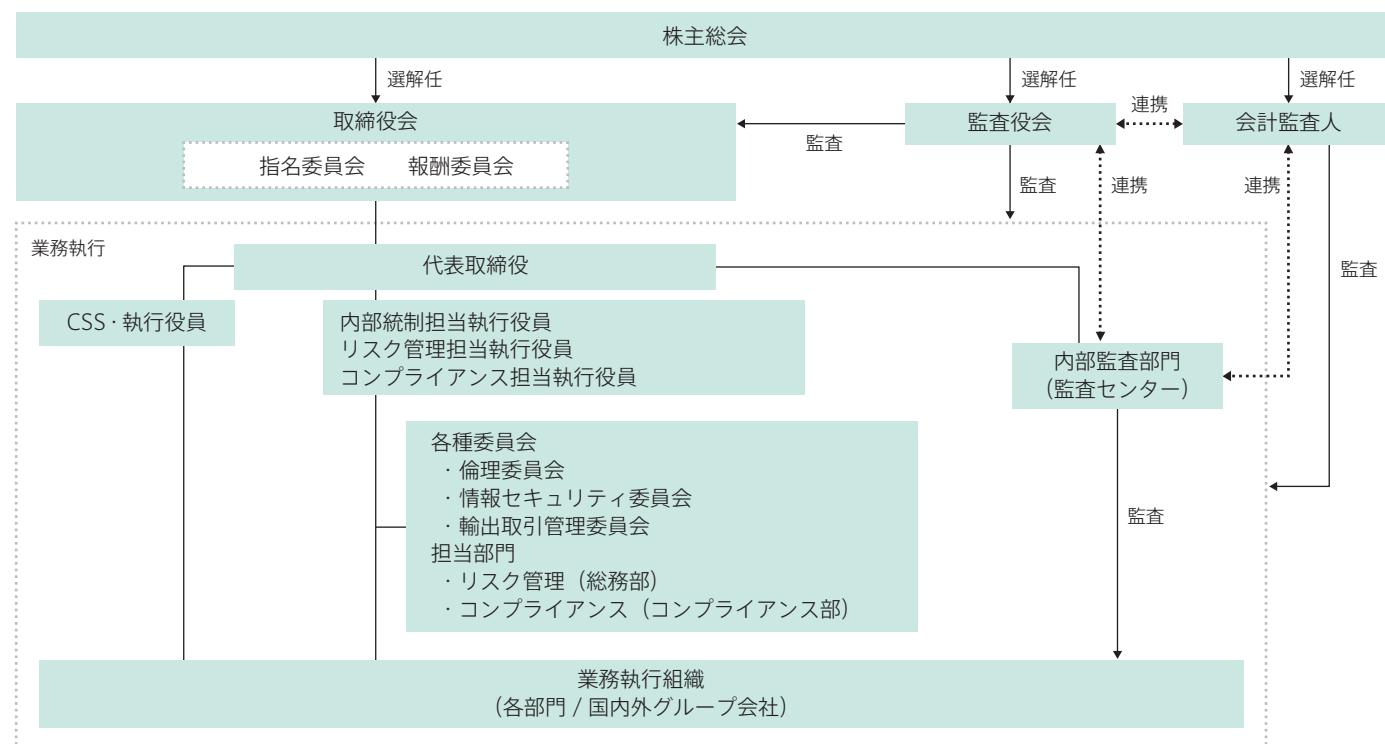 株主総会
選解任
選解任
選解任
取締役会
監査役会
連携
会計監査人
監査
指名委員会 報酬委員会
監査
連携
連携
業務執行
代表取締役
監査
CSS・執行役員
内部統制担当執行役員
リスク管理担当執行役員
コンプライアンス担当執行役員
内部監査部門
(監査センター)
各種委員会
・倫理委員会
・情報セキュリティ委員会
・輸出取引管理委員会
担当部門
・リスク管理(総務部)
・コンプライアンス(コンプライアンス部)
監査
業務執行組織
(各部門 / 国内外グループ会社)